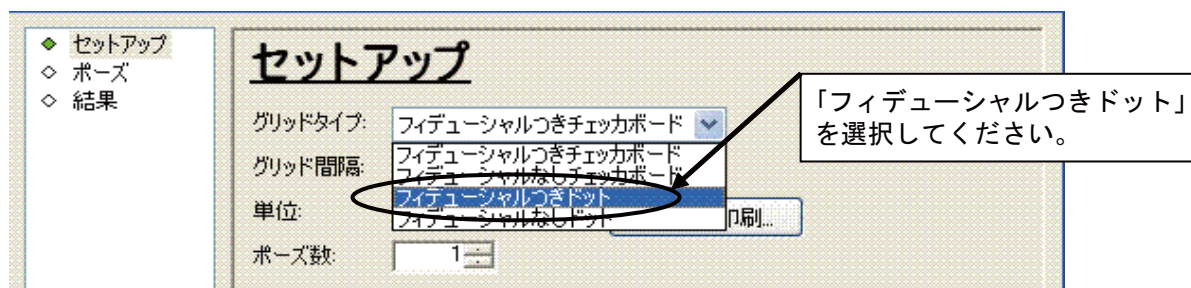 セットアップ
ポーズ
結果
セットアップ
グリッドタイプ: フィデューシャルつきチェッカボード
フィデューシャルつきチェッカボード
グリッド間隔:
フィデューシャルなしチェッカボード
フィデューシャルつきドット
単位:
フィデューシャルなしドット
印刷...
ポーズ数: 1
「フィデューシャルつきドット」
を選択してください。